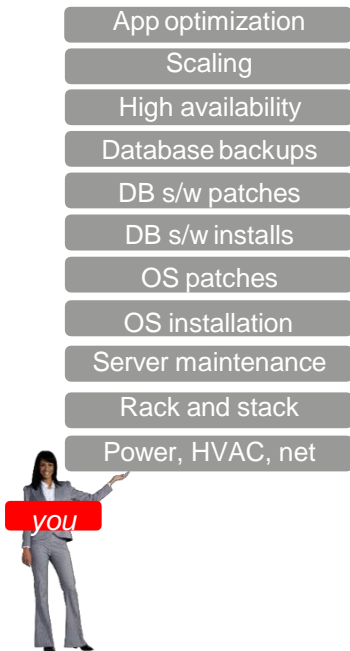 App optimization
Scaling
High availability
Database backups
DB s/w patches
DB s/w installs
OS patches
OS installation
Server maintenance
Rack and stack
Power, HVAC, net
you